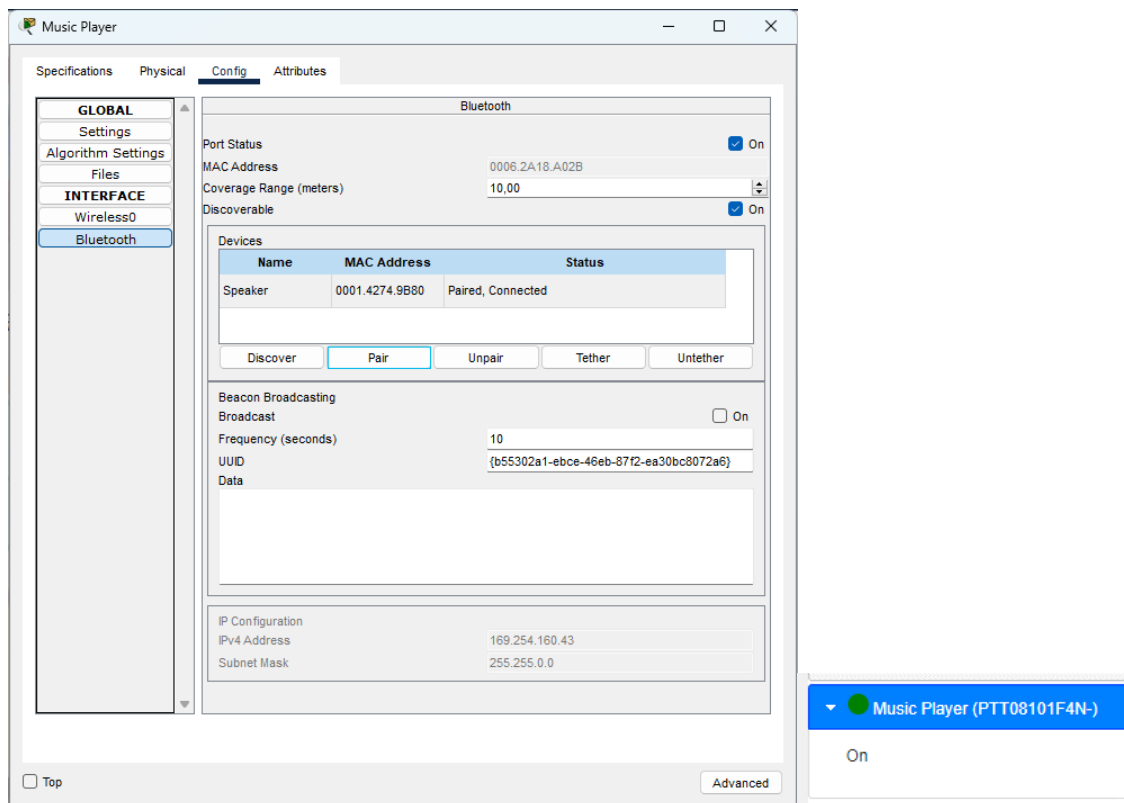 Music Player
Specifications Physical Config Attributes
GLOBAL
Settings
Algorithm Settings
Files
INTERFACE
Wireless0
Bluetooth
Bluetooth
Port Status On
MAC Address 0006.2A18.A02B
Coverage Range (meters) 10,00
Discoverable On
Devices
Name MAC Address Status
Speaker 0001.4274.9B80 Paired, Connected
Discover Pair Unpair Tether Untether
Beacon Broadcasting
Broadcast On
Frequency (seconds) 10
UUID {b55302a1-ebce-46eb-87f2-ea30bc8072a6}
Data
IP Configuration
IPv4 Address 169.254.160.43
Subnet Mask 255.255.0.0
Top Advanced
Music Player (PTT08101F4N-)
On